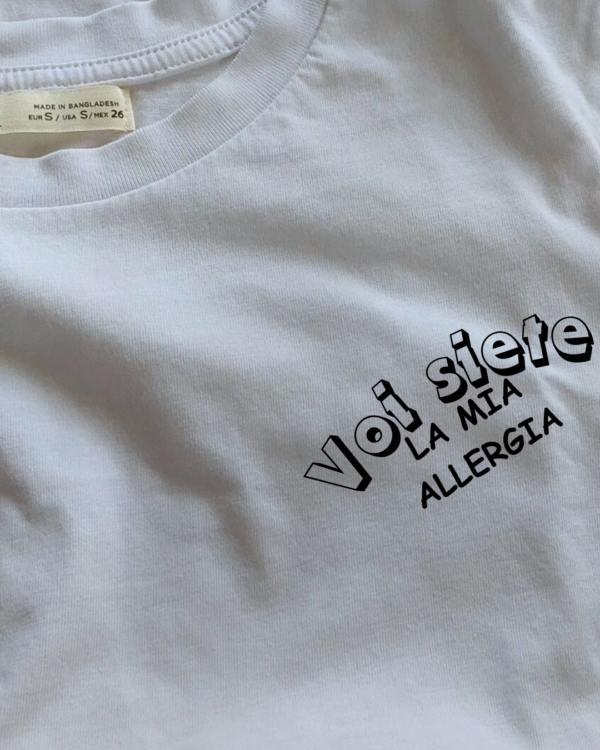 MADE IN BANGLADESH
EUR S / USA S/MEX 26
Voi siete
LA MIA
ALLERGIA